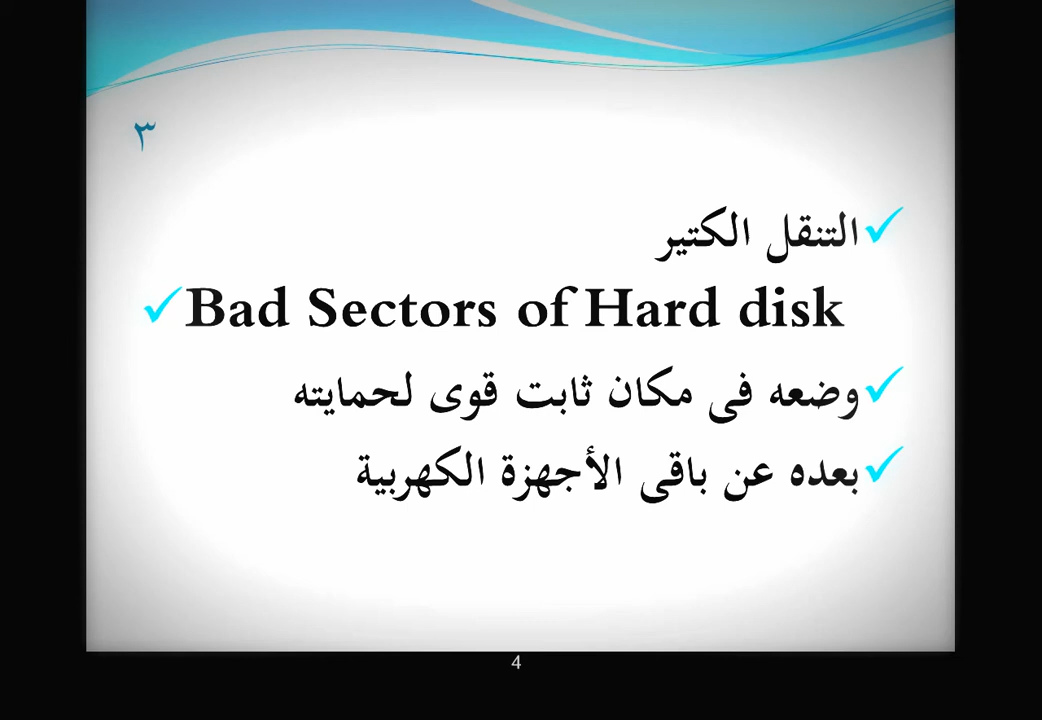 ٣
التنقل الكتير
Bad Sectors of Hard disk
وضعه فى مكان ثابت قوى لحمايته
بعده عن باقى الأجهزة الكهربية
4